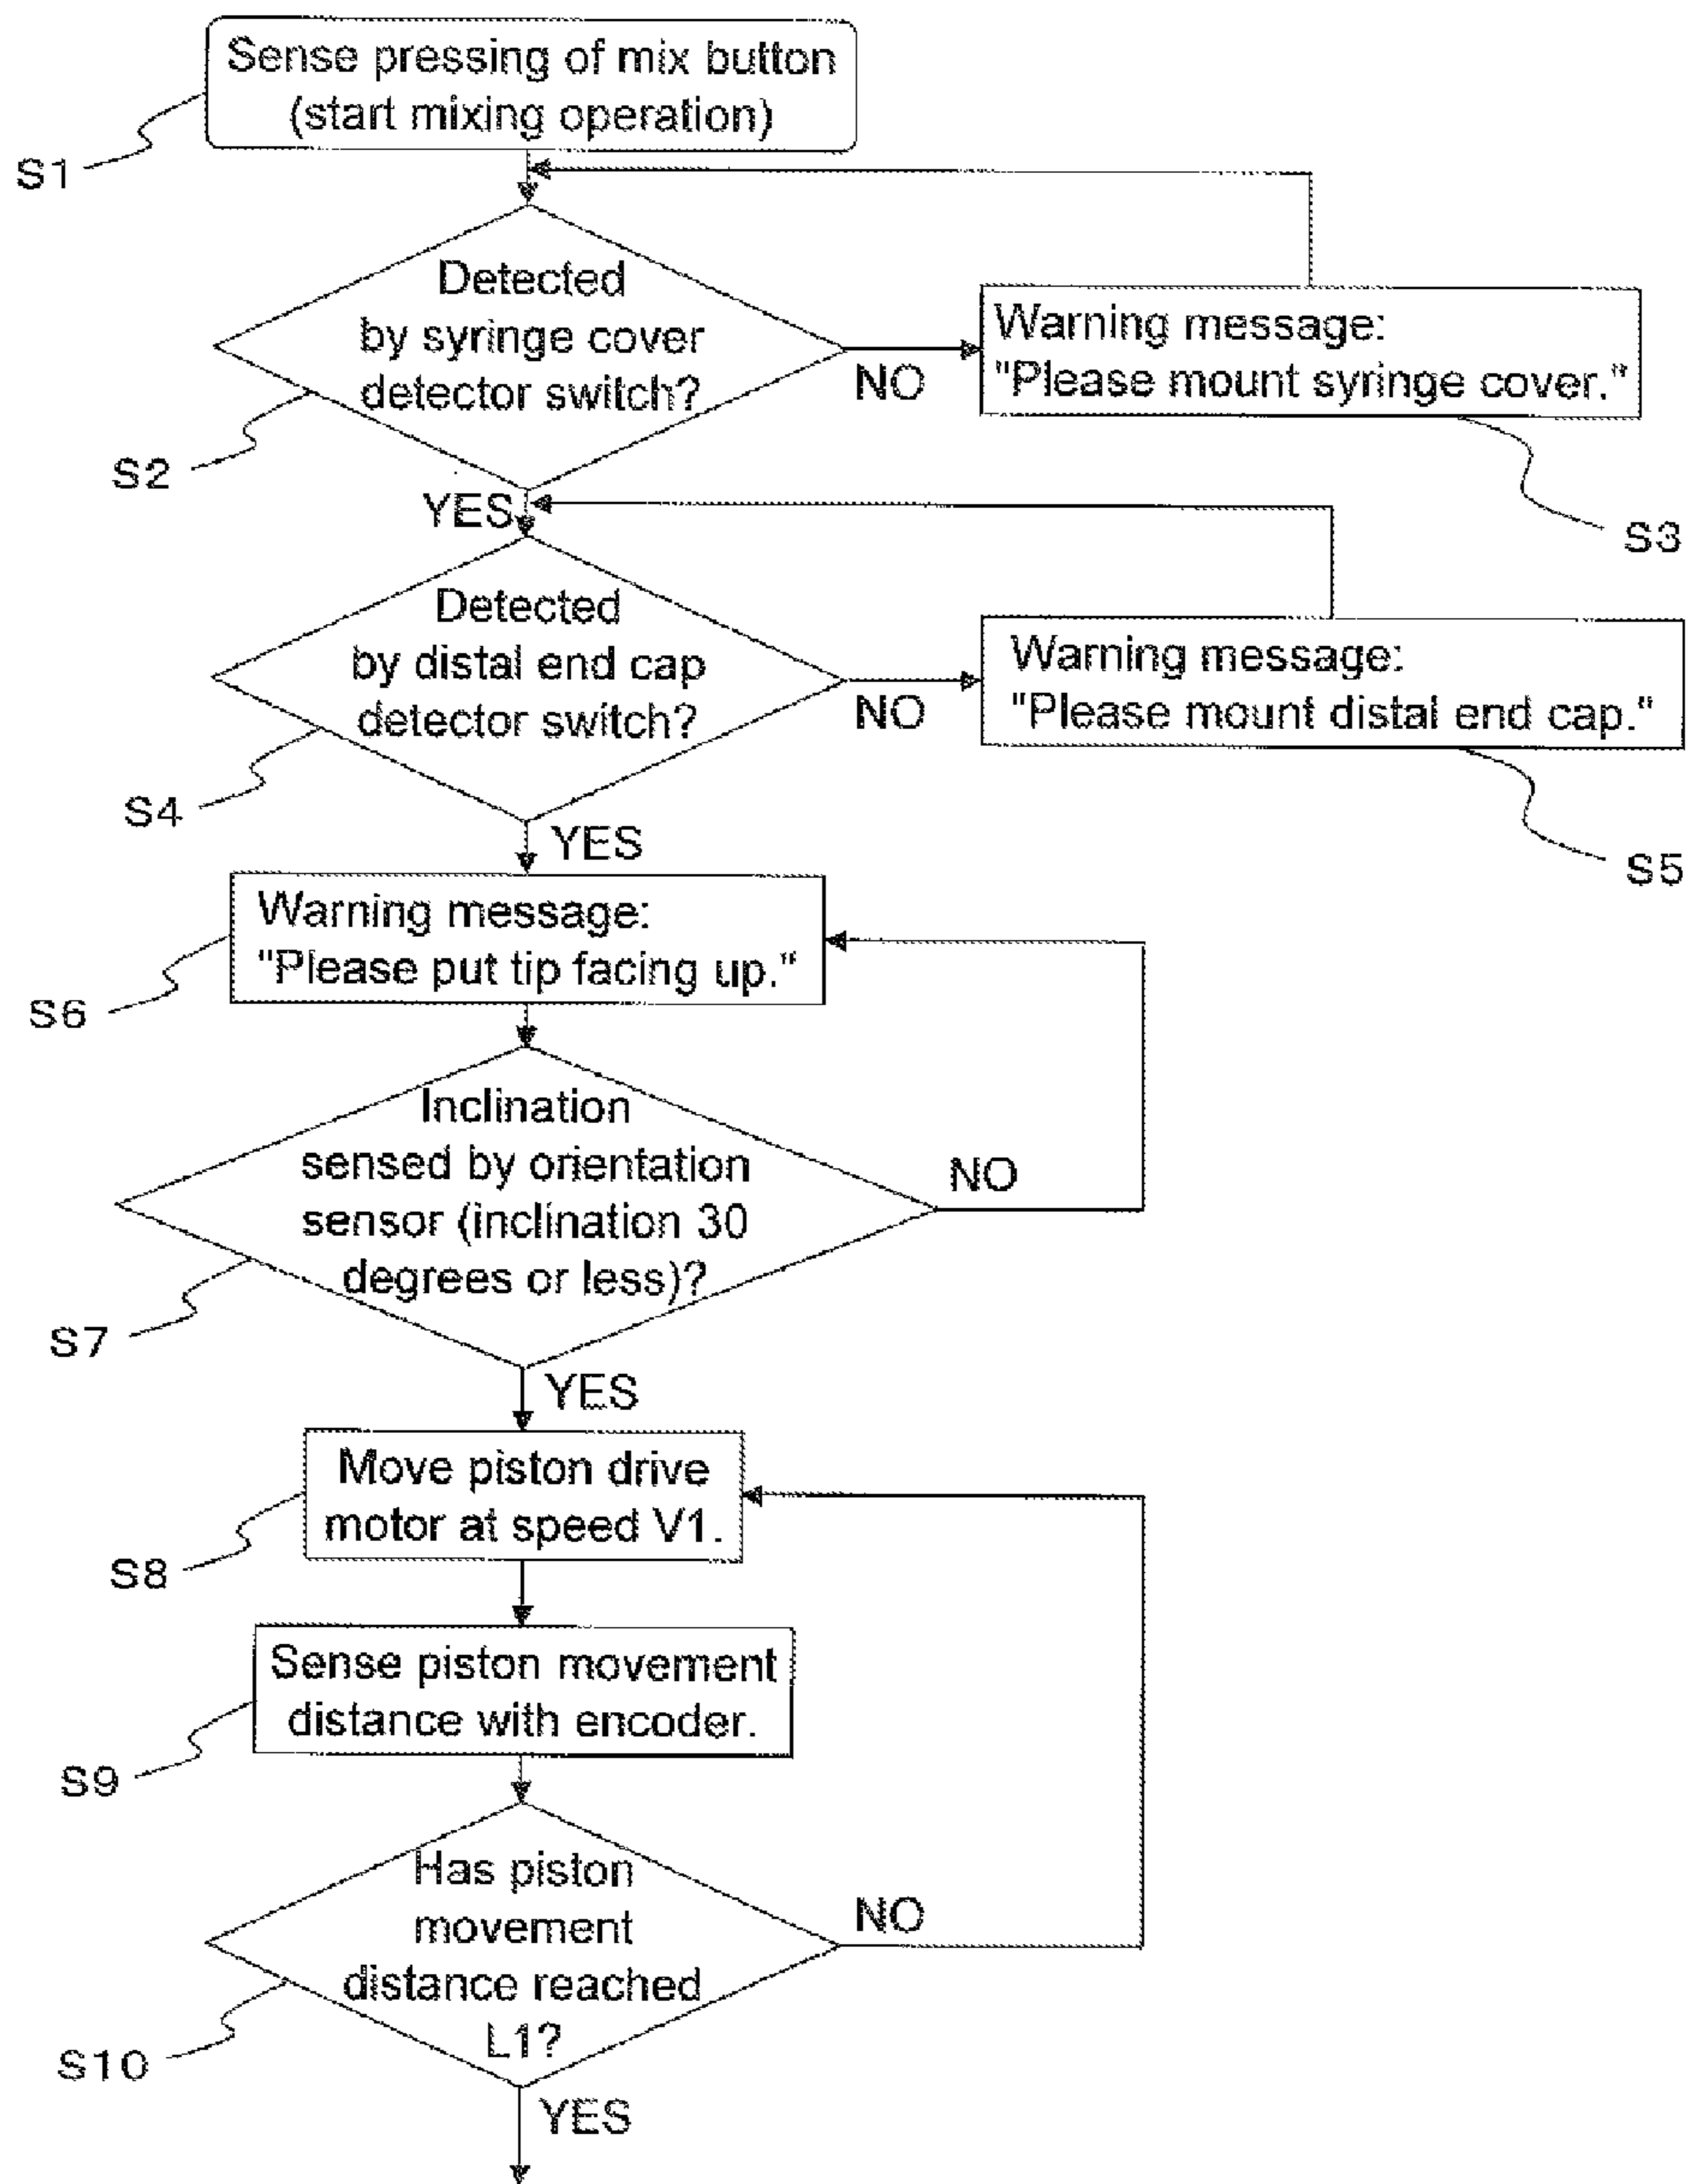 Sense pressing of mix button
(start mixing operation)
S1
Detected
by syringe cover
detector switch?
NO
Warning message:
"Please mount syringe cover."
S2
S3
YES
Detected
by distal end cap
detector switch?
NO
Warning message:
"Please mount distal end cap."
S4
S5
YES
Warning message:
"Please put tip facing up."
S6
Inclination
sensed by orientation
sensor (inclination 30
degrees or less)?
NO
S7
YES
Move piston drive
motor at speed V1.
S8
Sense piston movement
distance with encoder.
S9
Has piston
movement
distance reached
L1?
NO
S10
YES